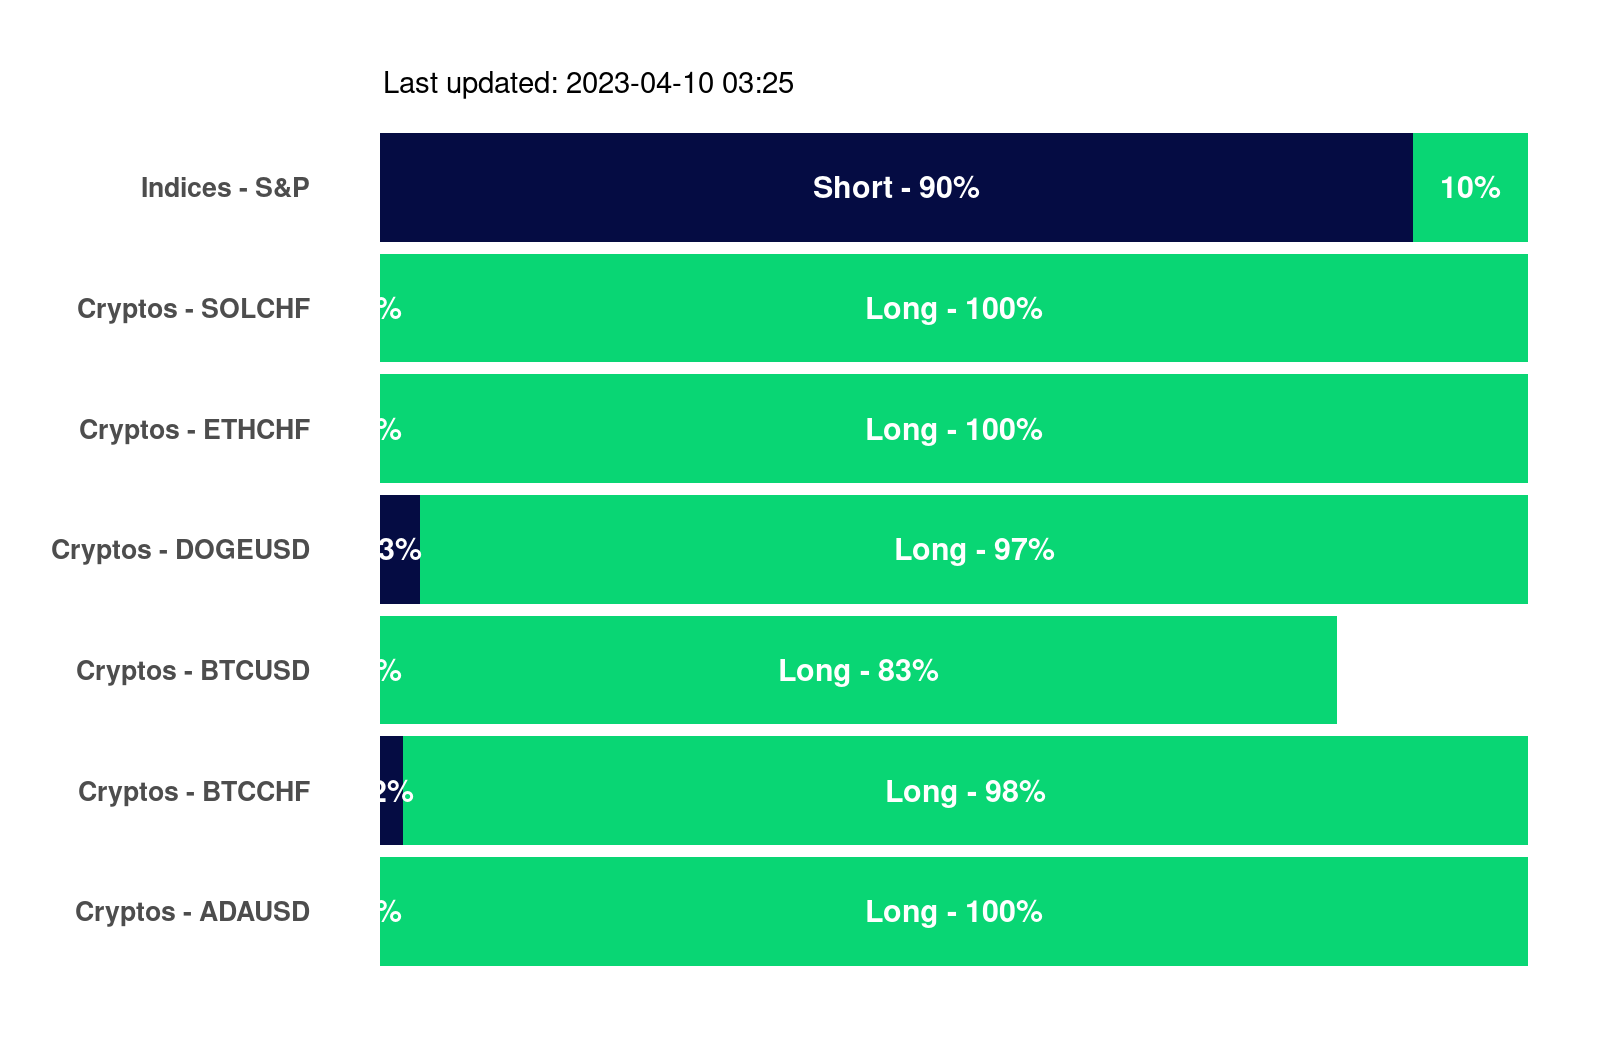 Last updated: 2023-04-10 03:25
Indices - S&P Short - 90% 10%
Cryptos - SOLCHF % Long - 100%
Cryptos - ETHCHF % Long - 100%
Cryptos - DOGEUSD 3% Long - 97%
Cryptos - BTCUSD % Long - 83%
Cryptos - BTCCHF 2% Long - 98%
Cryptos - ADAUSD % Long - 100%